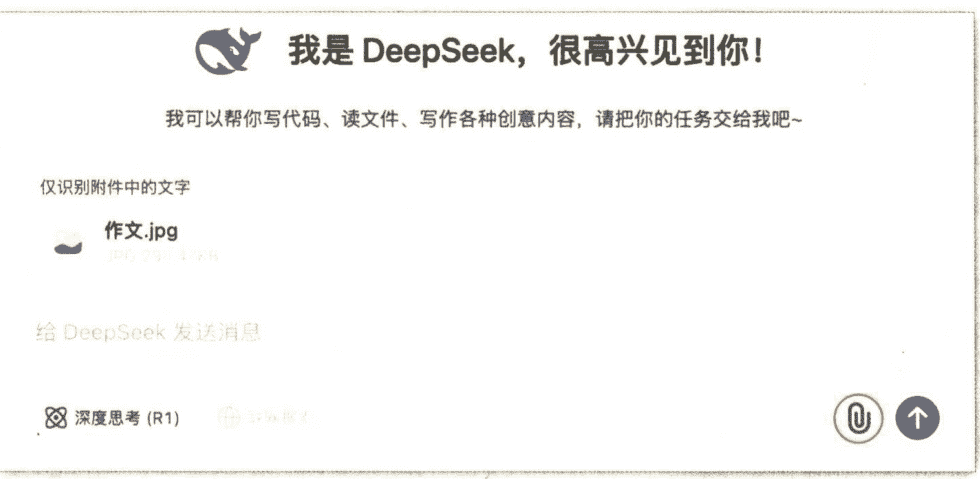 我是 DeepSeek，很高兴见到你！
我可以帮你写代码、读文件、写作各种创意内容，请把你的任务交给我吧~
仅识别附件中的文字
作文.jpg
给 DeepSeek 发送消息
深度思考 (R1)